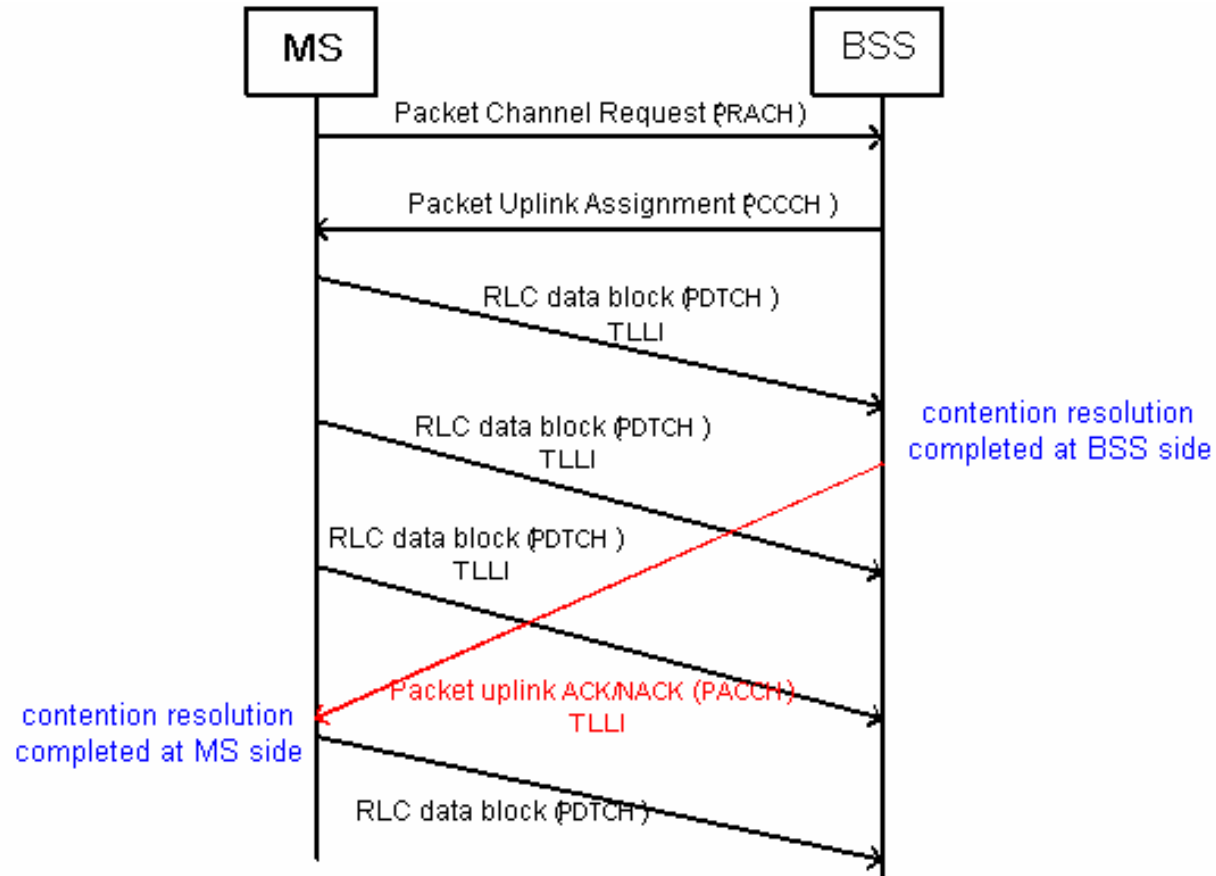 MS
BSS
Packet Channel Request (PRACH)
Packet Uplink Assignment (PCCCH )
RLC data block (PDTCH )
TLLI
contention resolution
completed at BSS side
RLC data block (PDTCH )
TLLI
RLC data block (PDTCH )
TLLI
Packet uplink ACK/NACK (PACCH)
TLLI
contention resolution
completed at MS side
RLC data block (PDTCH )